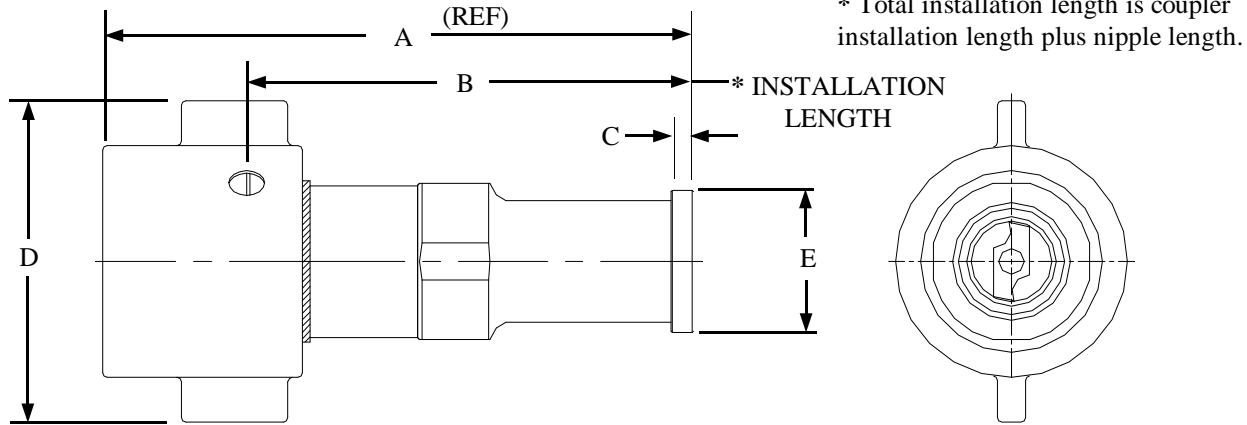 * Total installation length is coupler
installation length plus nipple length.
(REF)
A
B
* INSTALLATION
LENGTH
C
D
E